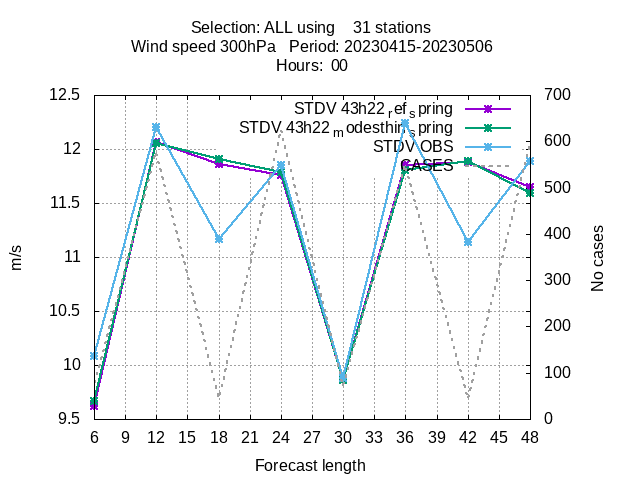 Selection: ALL using    31 stations
Wind speed 300hPa   Period: 20230415-20230506
Hours:  00
12.5
12
11.5
11
10.5
10
9.5
700
600
500
400
300
200
100
0
STDV 43h22_ref_spring
STDV 43h22_modesthin_spring
STDV OBS
CASES
m/s
No cases
6 9 12 15 18 21 24 27 30 33 36 39 42 45 48
Forecast length